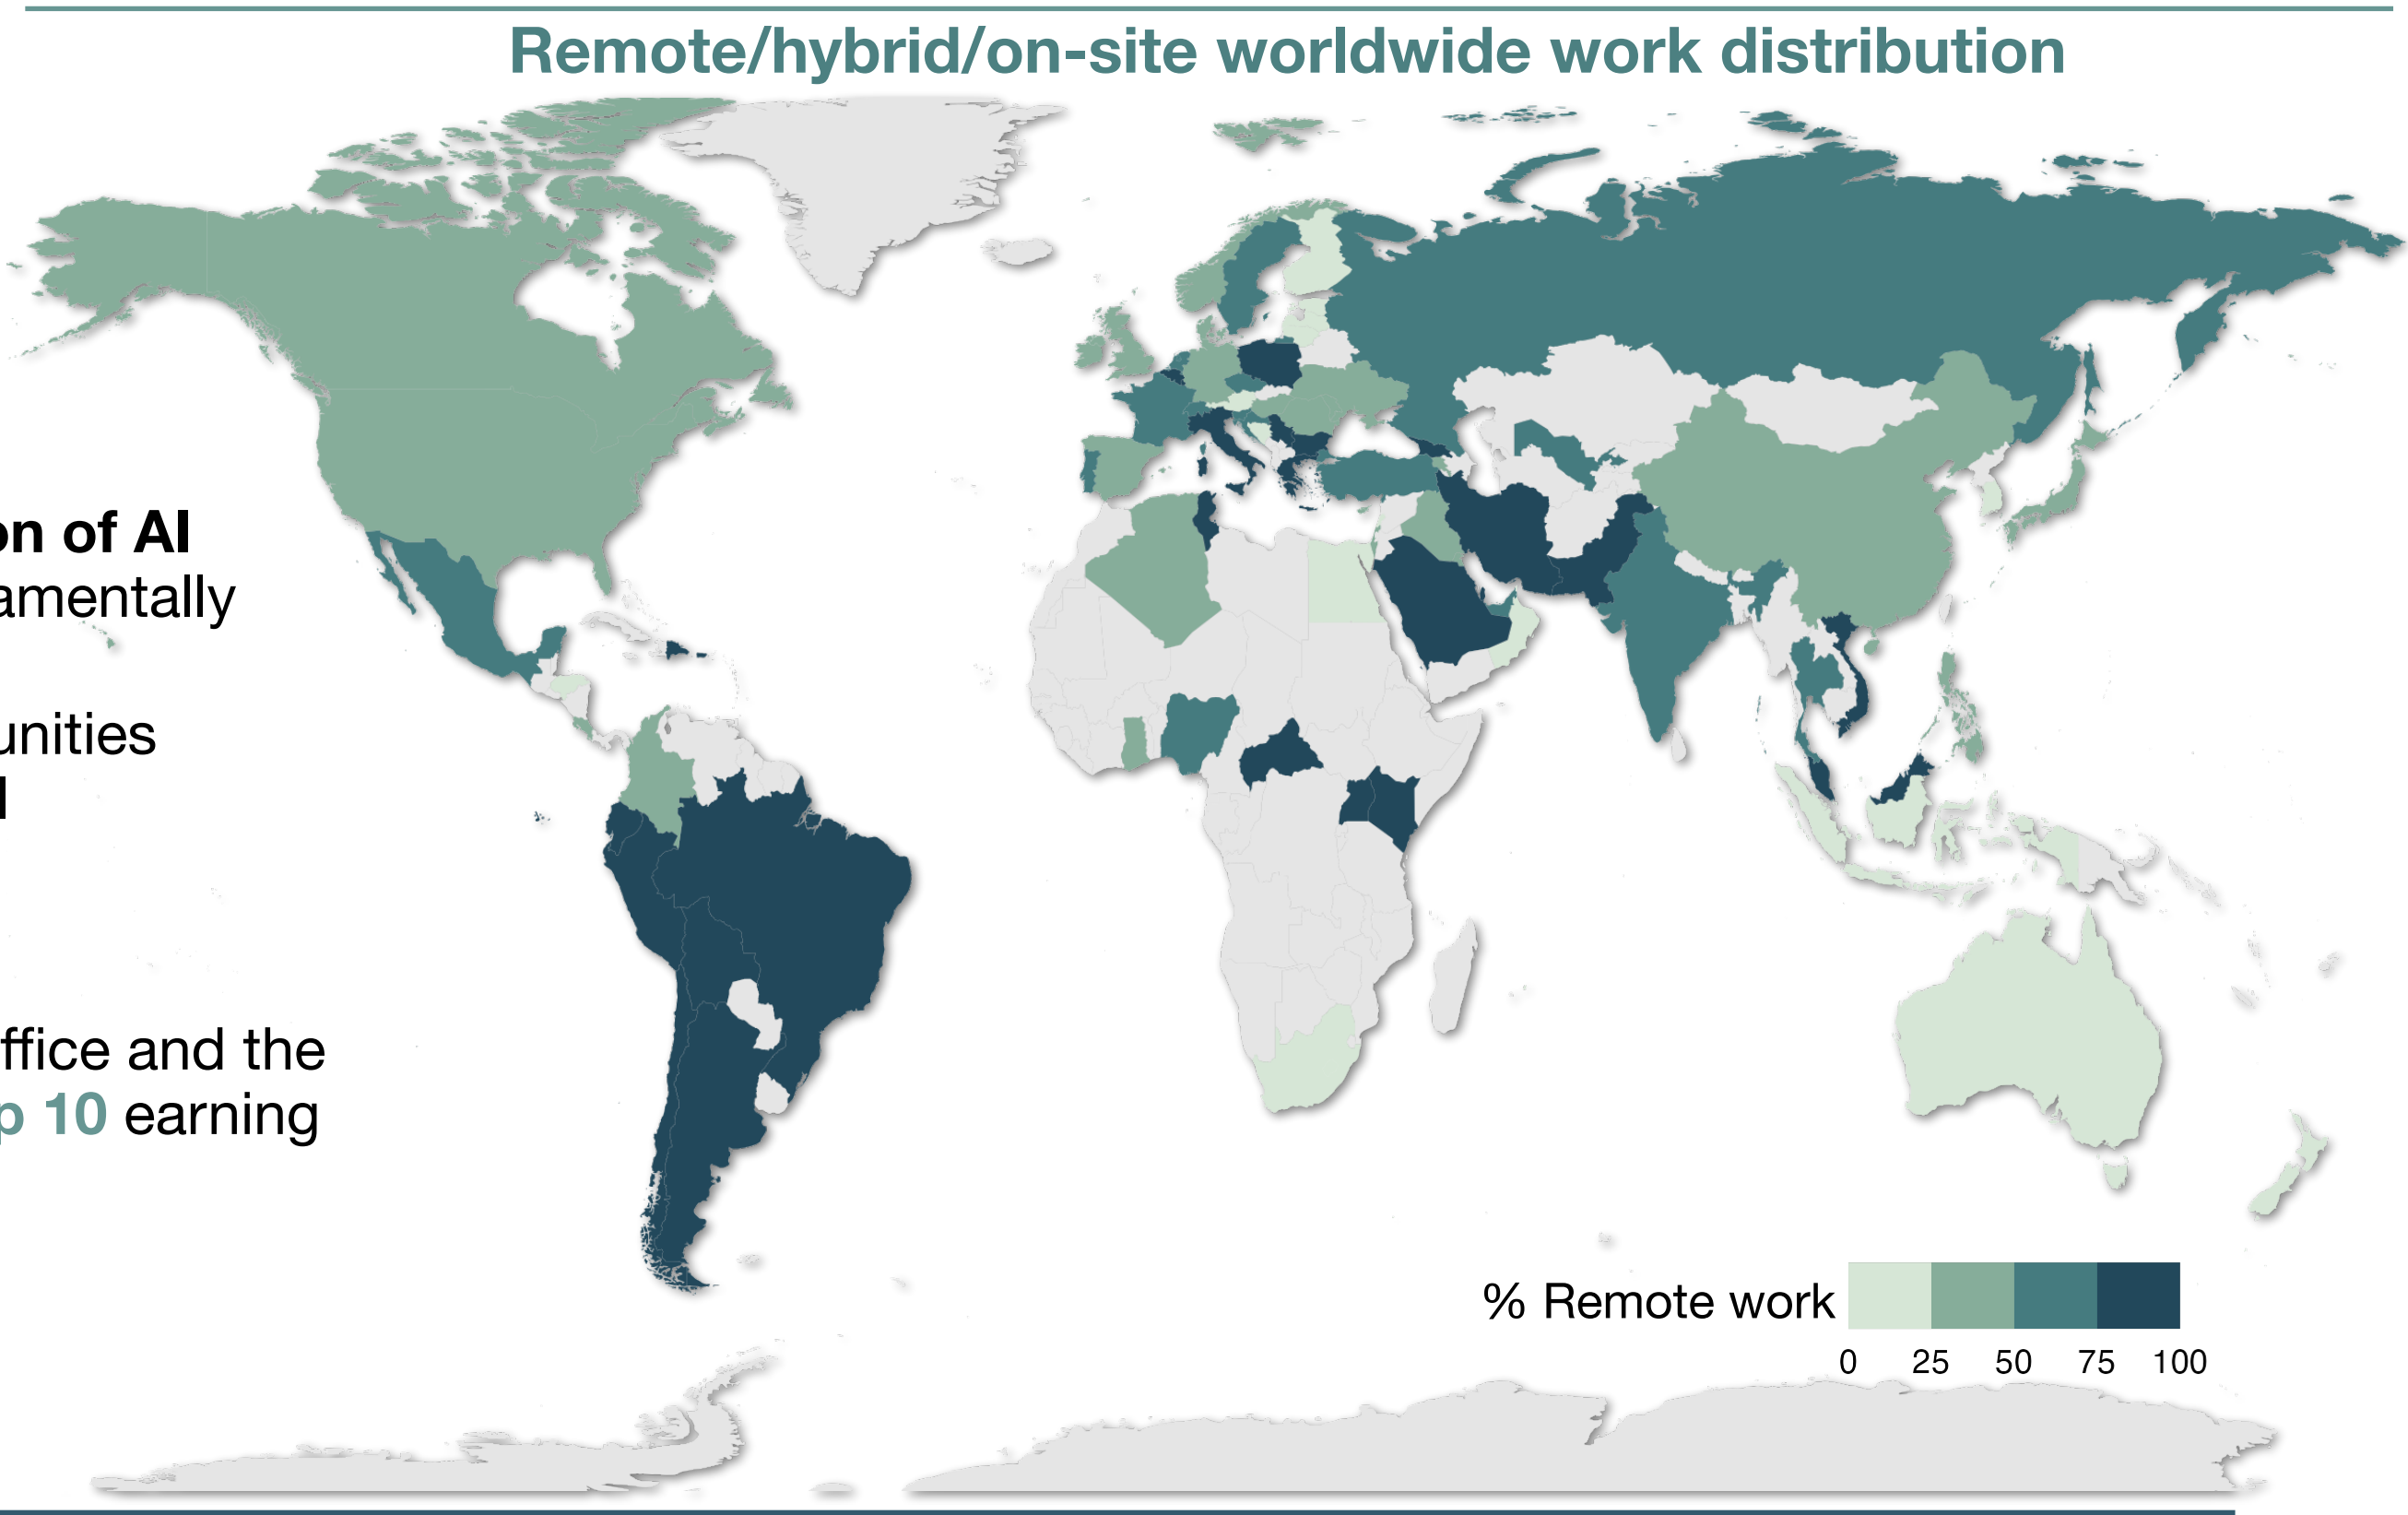 Remote/hybrid/on-site worldwide work distribution
on of AI
amentally
unities
ffice and the
p 10 earning
% Remote work
0 25 50 75 100